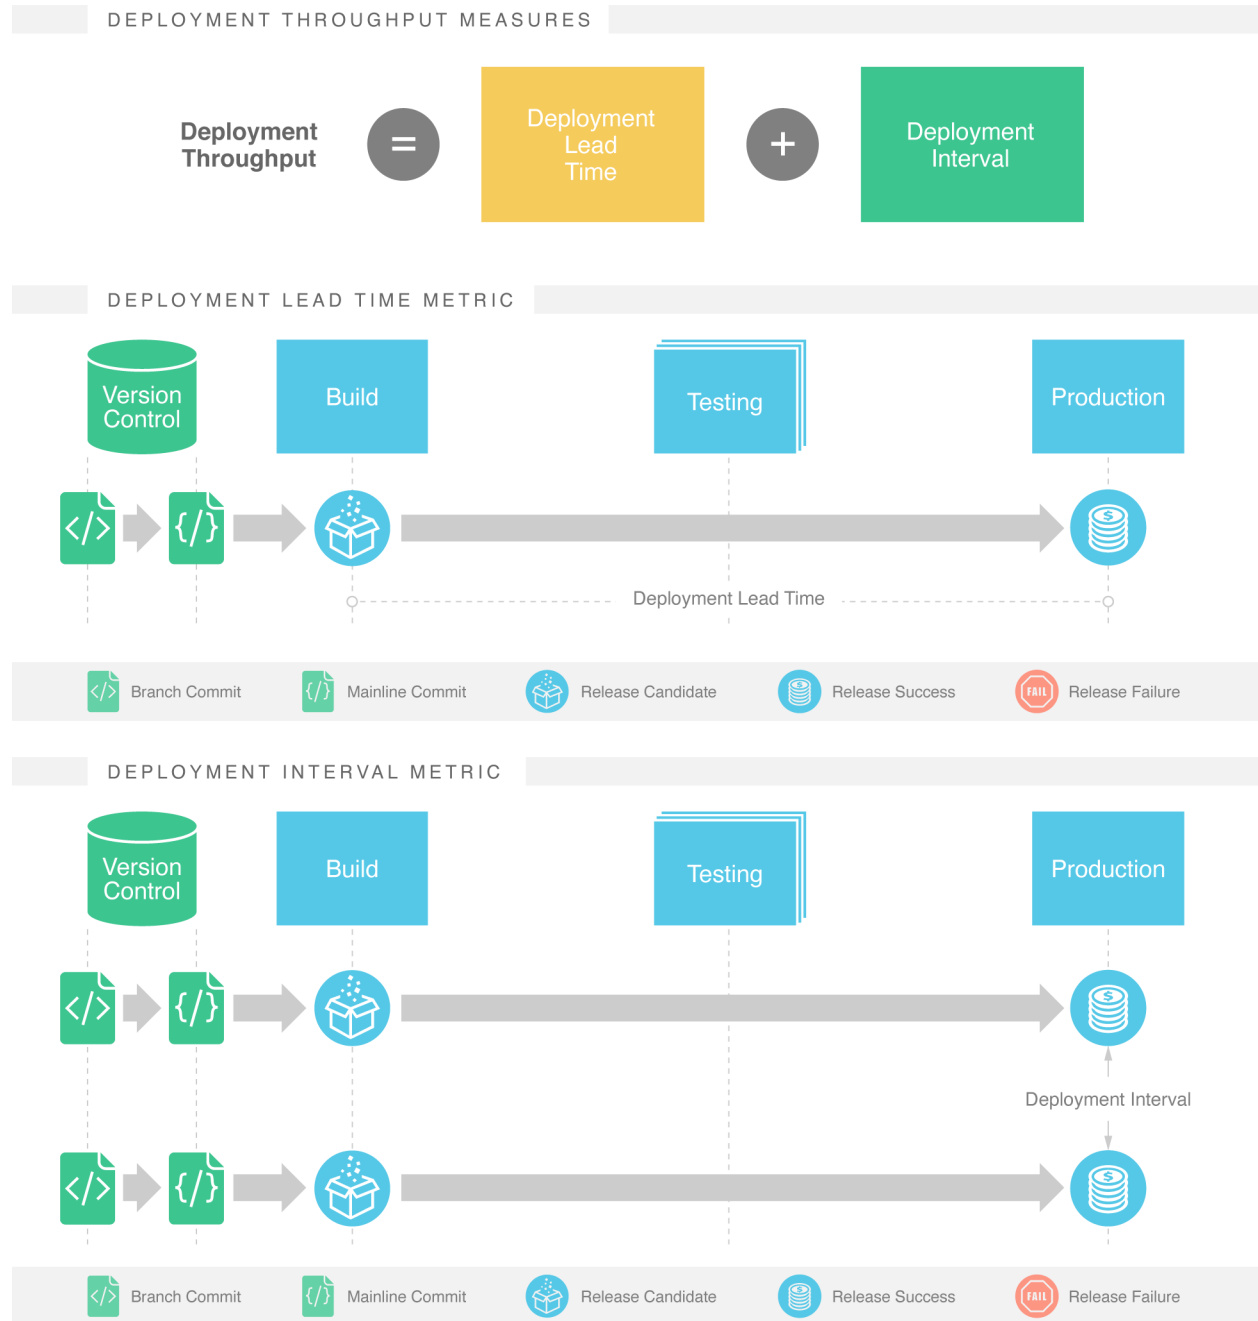 DEPLOYMENT THROUGHPUT MEASURES
Deployment
Throughput
=
Deployment
Lead
Time
+
Deployment
Interval
DEPLOYMENT LEAD TIME METRIC
Version
Control
Build
Testing
Production
</>
{/}
$
Deployment Lead Time
</>
Branch Commit
{/}
Mainline Commit
Release Candidate
$
Release Success
FAIL
Release Failure
DEPLOYMENT INTERVAL METRIC
Version
Control
Build
Testing
Production
</>
{/}
$
Deployment Interval
</>
{/}
$
</>
Branch Commit
{/}
Mainline Commit
Release Candidate
$
Release Success
FAIL
Release Failure